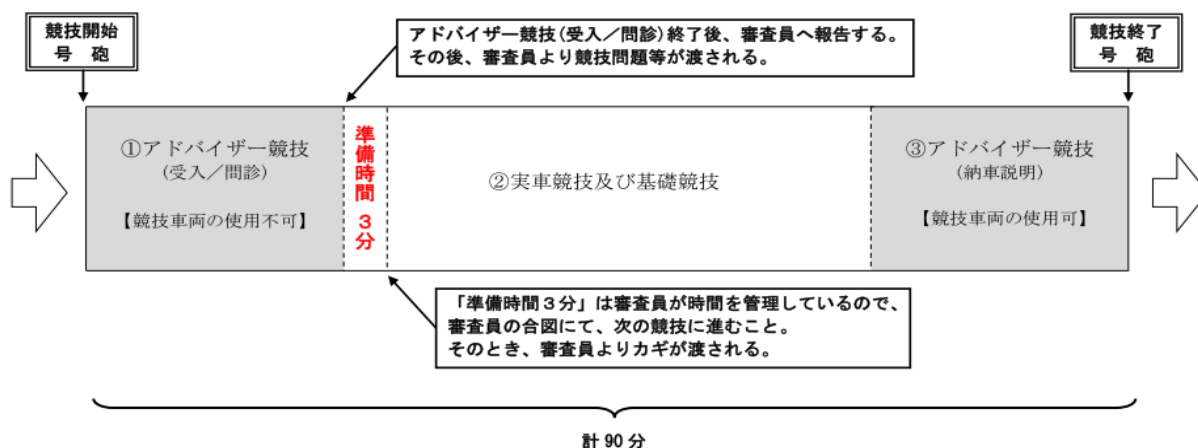 競技開始
号 砲
アドバイザー競技(受入／問診)終了後、審査員へ報告する。
その後、審査員より競技問題等が渡される。
競技終了
号 砲
①アドバイザー競技
(受入／問診)
【競技車両の使用不可】
準備時間 3分
②実車競技及び基礎競技
③アドバイザー競技
(納車説明)
【競技車両の使用可】
「準備時間３分」は審査員が時間を管理しているので、
審査員の合図にて、次の競技に進むこと。
そのとき、審査員よりカギが渡される。
計 90 分